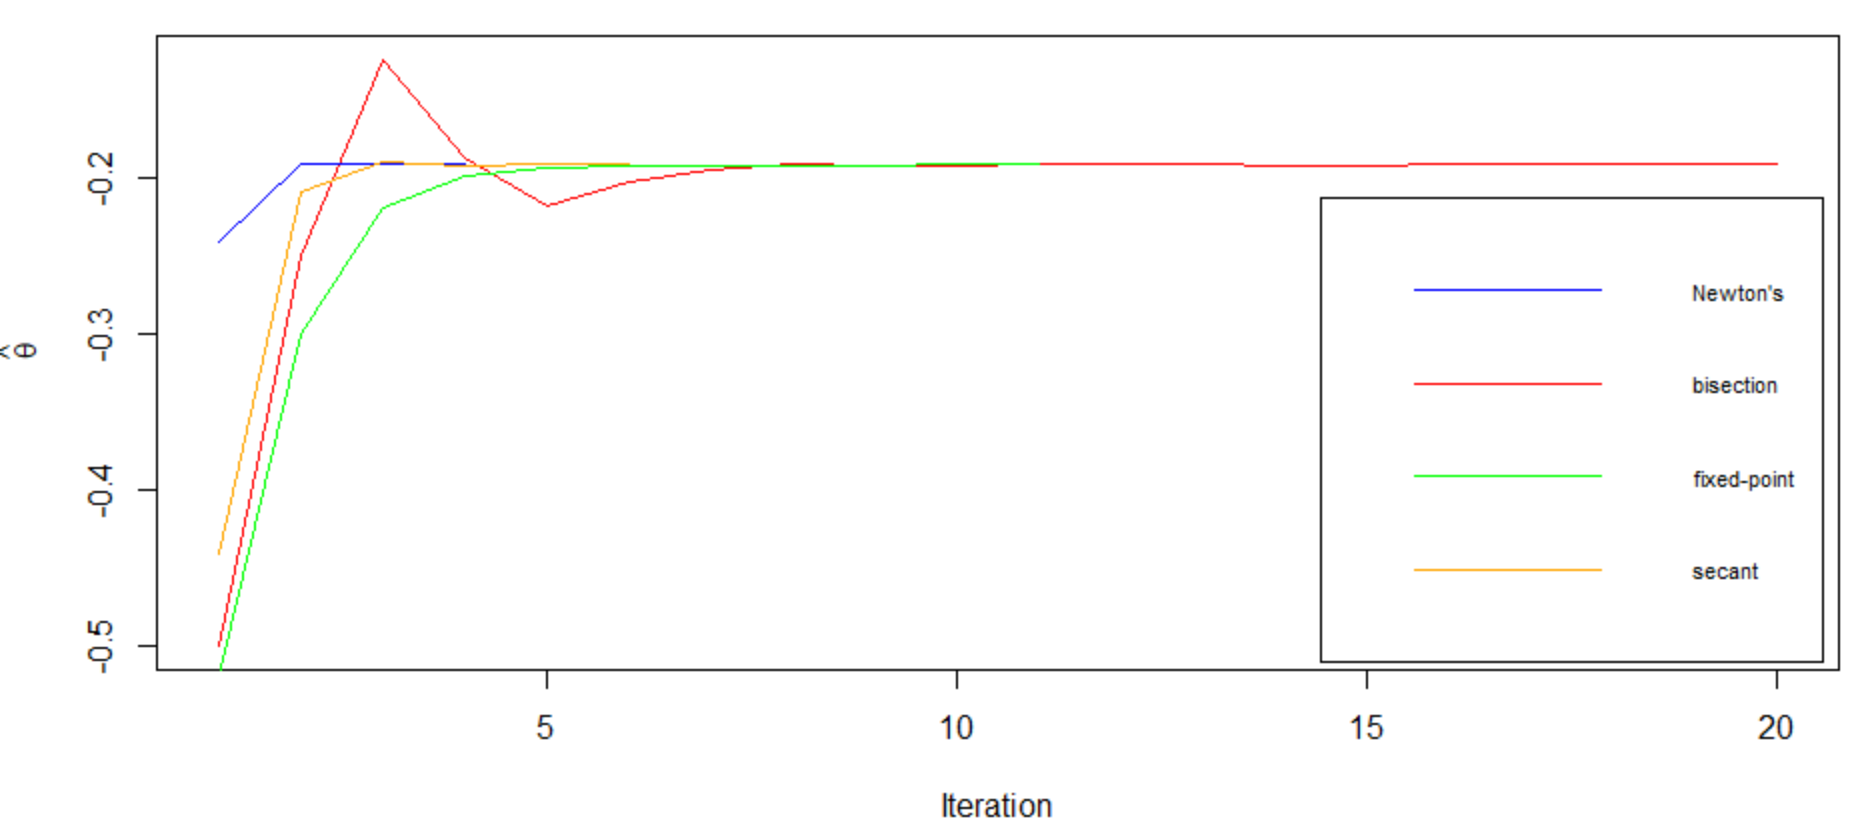 -0.2
-0.3
-0.4
-0.5
θ̂
5
10
15
20
Iteration
Newton's
bisection
fixed-point
secant